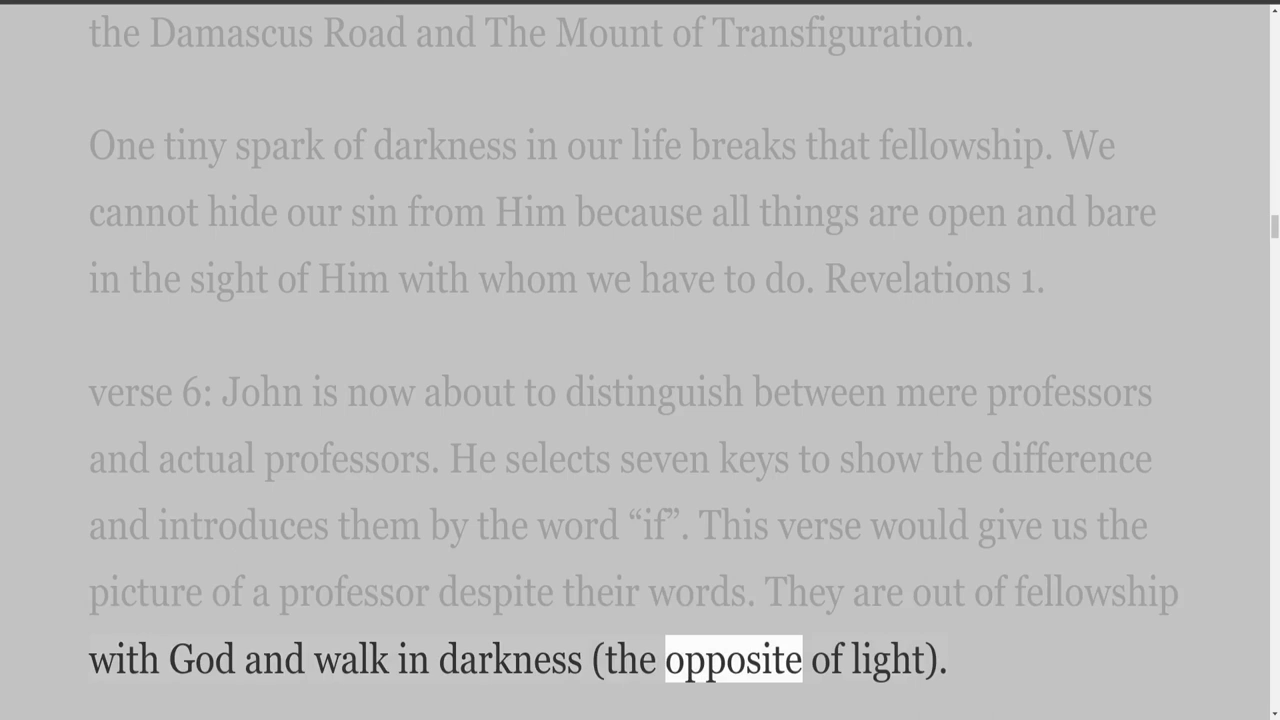 the Damascus Road and The Mount of Transfiguration.
One tiny spark of darkness in our life breaks that fellowship. We
cannot hide our sin from Him because all things are open and bare
in the sight of Him with whom we have to do. Revelations 1.
verse 6: John is now about to distinguish between mere professors
and actual professors. He selects seven keys to show the difference
and introduces them by the word “if”. This verse would give us the
picture of a professor despite their words. They are out of fellowship
with God and walk in darkness (the opposite of light).